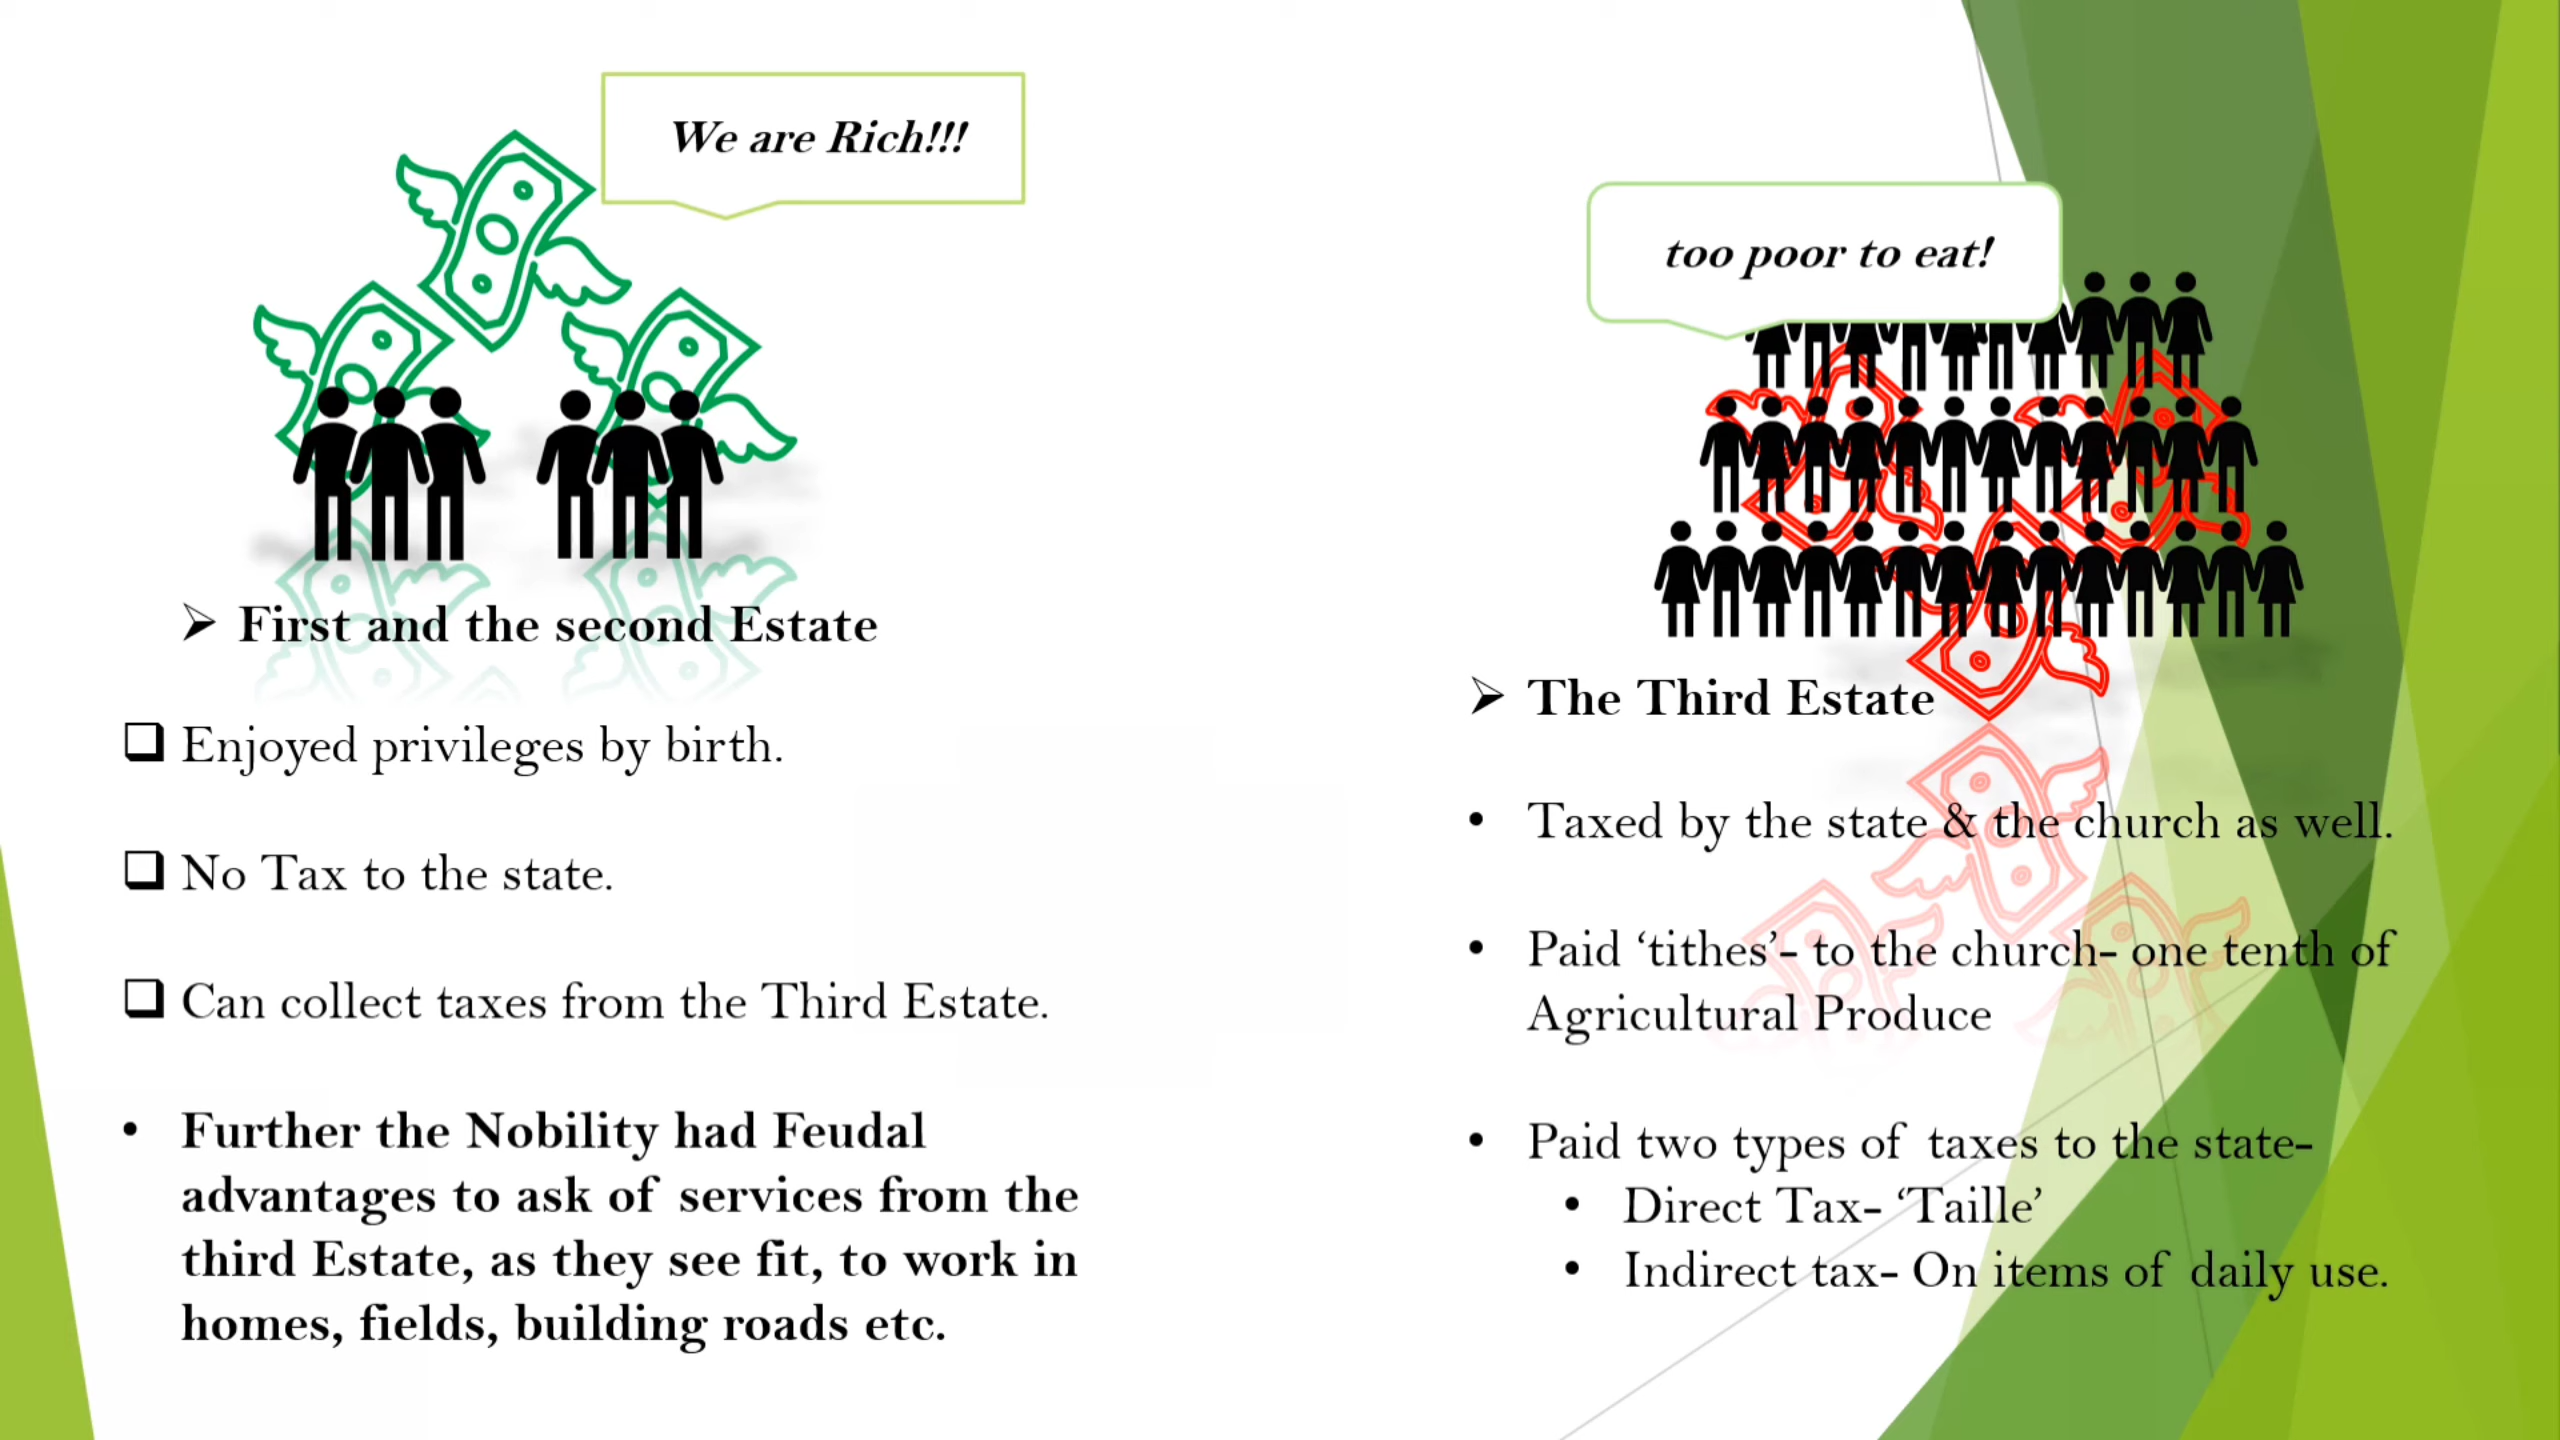 We are Rich!!!
➢ First and the second Estate
❑ Enjoyed privileges by birth.
❑ No Tax to the state.
❑ Can collect taxes from the Third Estate.
• Further the Nobility had Feudal
advantages to ask of services from the
third Estate, as they see fit, to work in
homes, fields, building roads etc.
too poor to eat!
➢ The Third Estate
• Taxed by the state & the church as well.
• Paid ‘tithes’- to the church- one tenth of
Agricultural Produce
• Paid two types of taxes to the state-
• Direct Tax- ‘Taille’
• Indirect tax- On items of daily use.